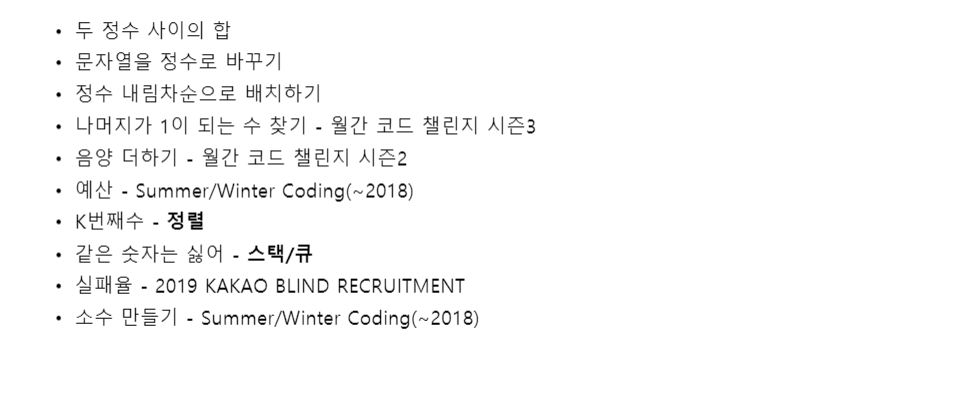 • 두 정수 사이의 합
• 문자열을 정수로 바꾸기
• 정수 내림차순으로 배치하기
• 나머지가 1이 되는 수 찾기 - 월간 코드 챌린지 시즌3
• 음양 더하기 - 월간 코드 챌린지 시즌2
• 예산 - Summer/Winter Coding(~2018)
• K번째수 - 정렬
• 같은 숫자는 싫어 - 스택/큐
• 실패율 - 2019 KAKAO BLIND RECRUITMENT
• 소수 만들기 - Summer/Winter Coding(~2018)